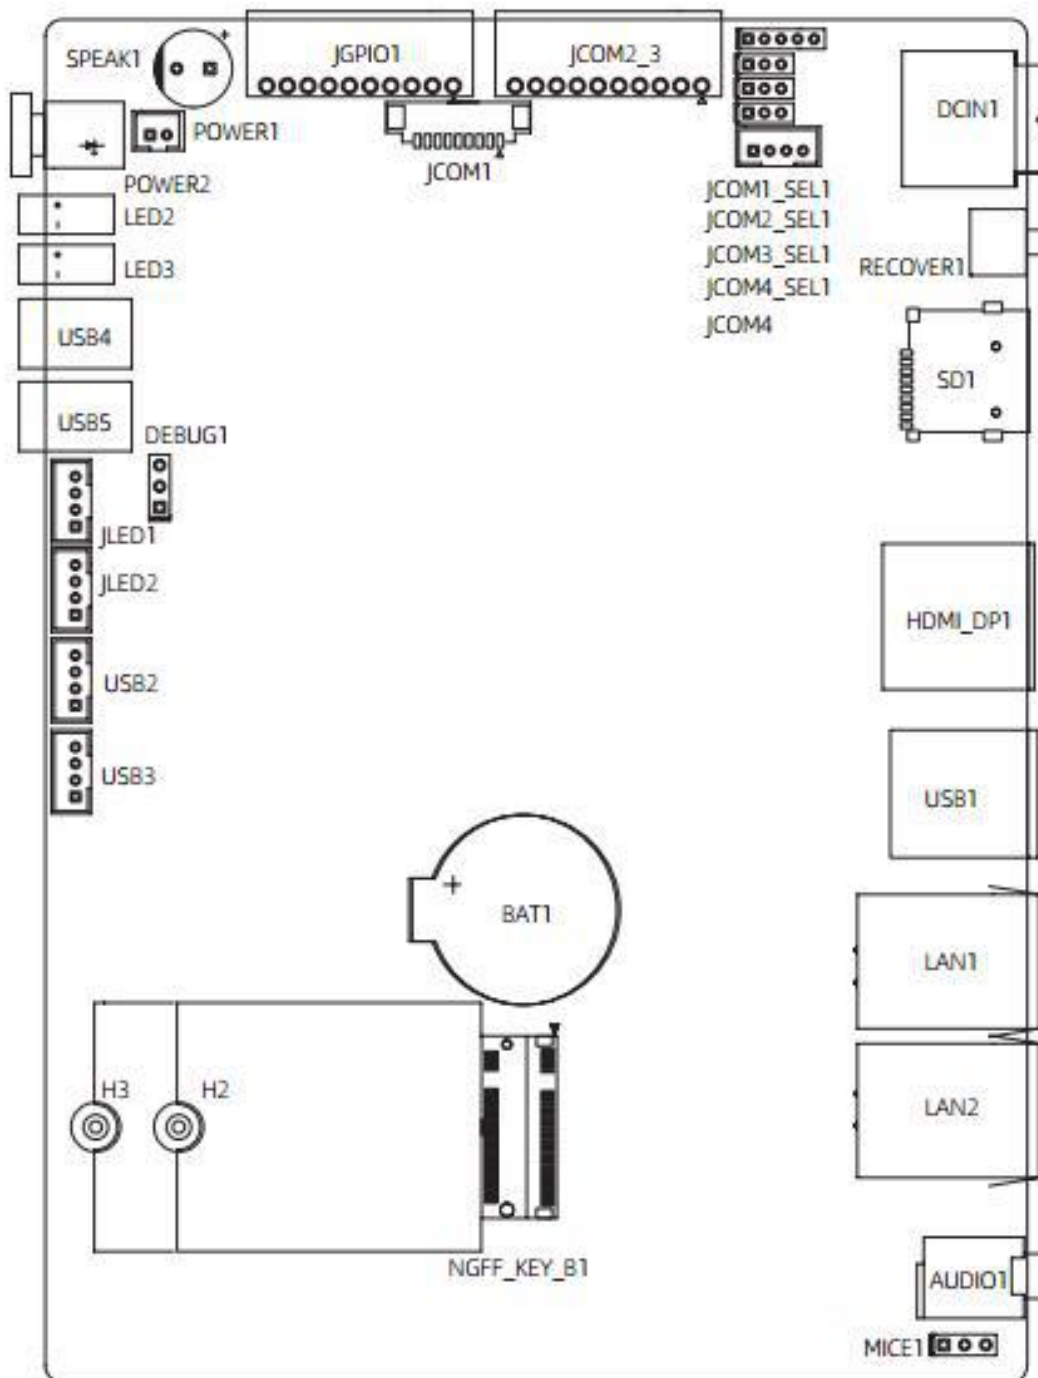 SPEAK1
JGPIO1
JCOM2_3
DCIN1
POWER1
JCOM1
POWER2
JCOM1_SEL1
LED2
JCOM2_SEL1
JCOM3_SEL1
LED3
RECOVER1
JCOM4_SEL1
JCOM4
USB4
SD1
USB5
DEBUG1
JLED1
JLED2
HDMI_DP1
USB2
USB3
USB1
BAT1
LAN1
H3
H2
LAN2
NGFF_KEY_B1
AUDIO1
MICE1